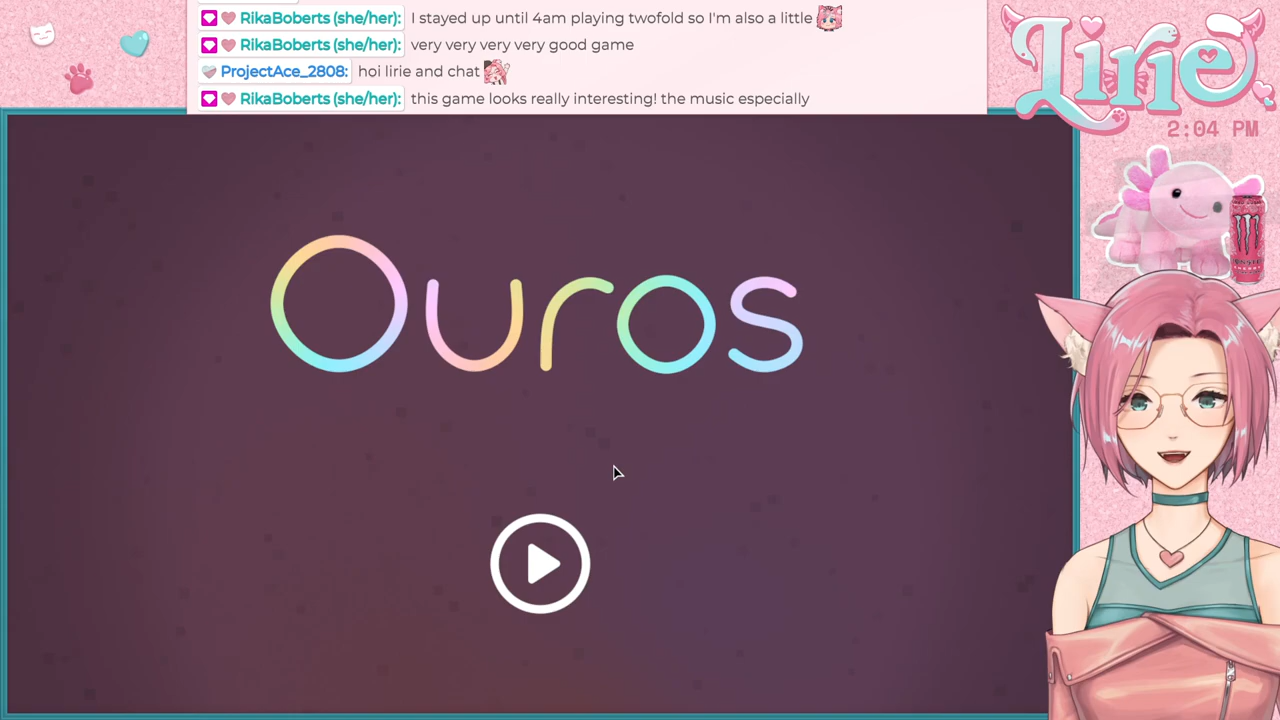 RikaBoberts (she/her): I stayed up until 4am playing twofold so I'm also a little
RikaBoberts (she/her): very very very very good game
ProjectAce_2808: hoi lirie and chat
RikaBoberts (she/her): this game looks really interesting! the music especially
Lirie
2:04 PM
Ouros